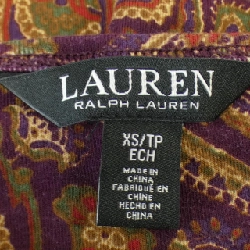 LAUREN
RALPH LAUREN
XS/TP
ECH
MADE IN
CHINA
FABRIQUÉ EN
CHINE
HECHO EN
CHINA